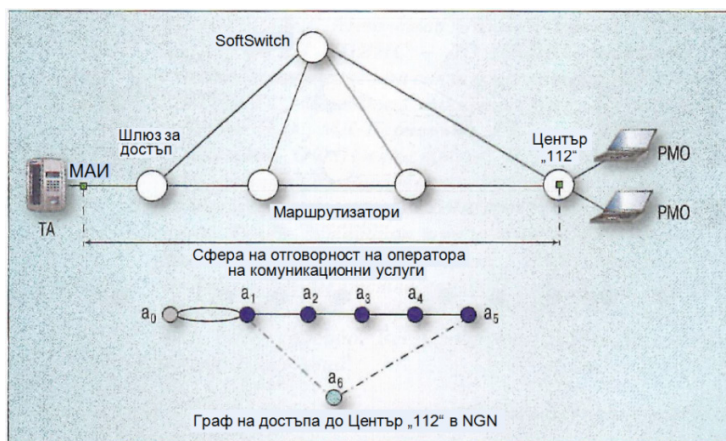 SoftSwitch
Шлюз за
достъп
Център
„112“
МАИ
РМО
ТА
Маршрутизатори
РМО
Сфера на отговорност на оператора
на комуникационни услуги
a0
a1
a2
a3
a4
a5
a6
Граф на достъпа до Център „112“ в NGN